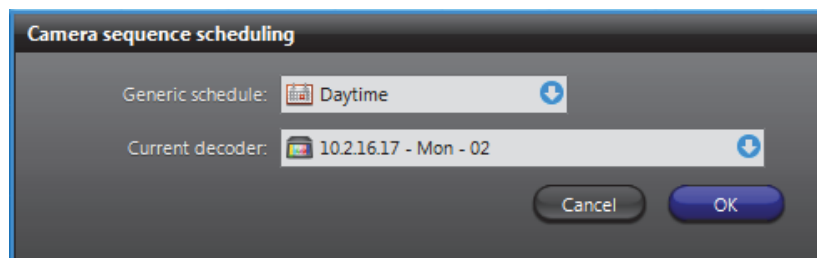 Camera sequence scheduling
Generic schedule: Daytime
Current decoder: 10.2.16.17 - Mon - 02
Cancel OK